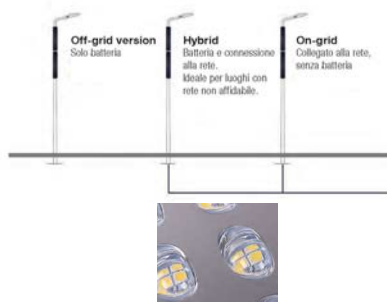 Off-grid version
Solo batteria
Hybrid
Batteria e connessione
alla rete.
Ideale per luoghi con
rete non affidabile.
On-grid
Collegato alla rete,
senza batteria